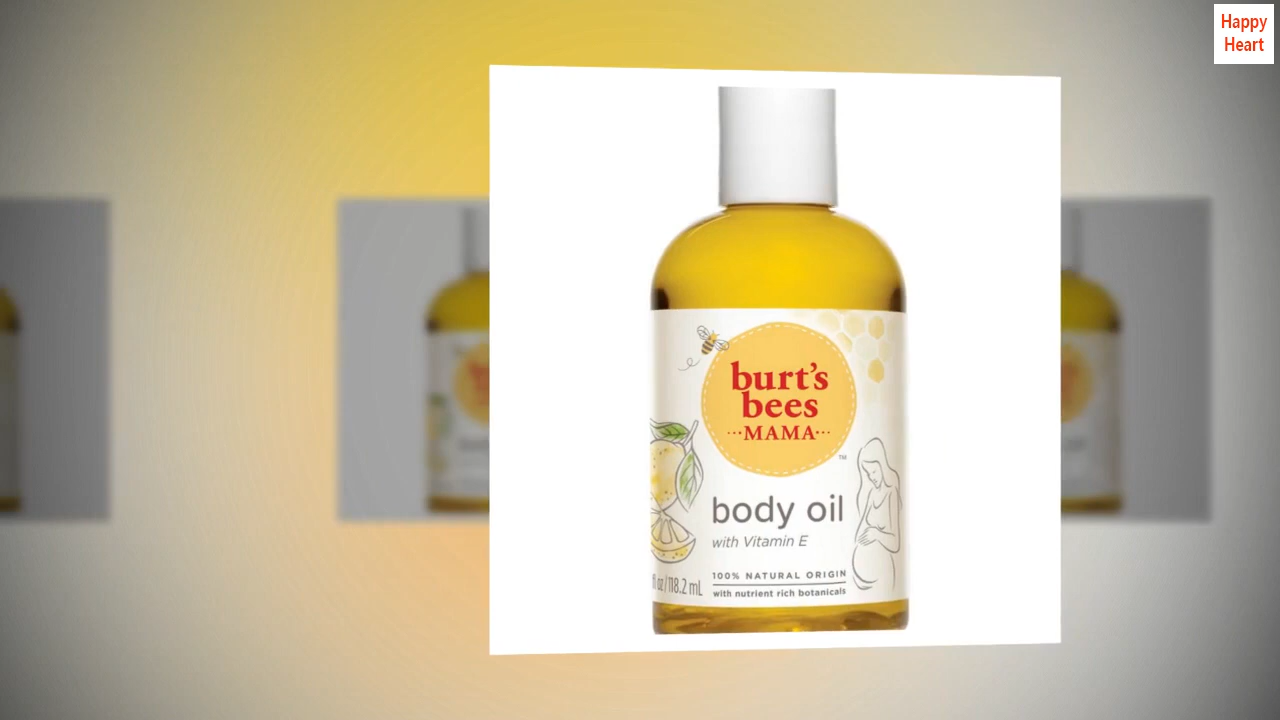 Happy
Heart
burt's
bees
···MAMA···
TM
body oil
with Vitamin E
100% NATURAL ORIGIN
fl oz/118.2 mL
with nutrient rich botanicals